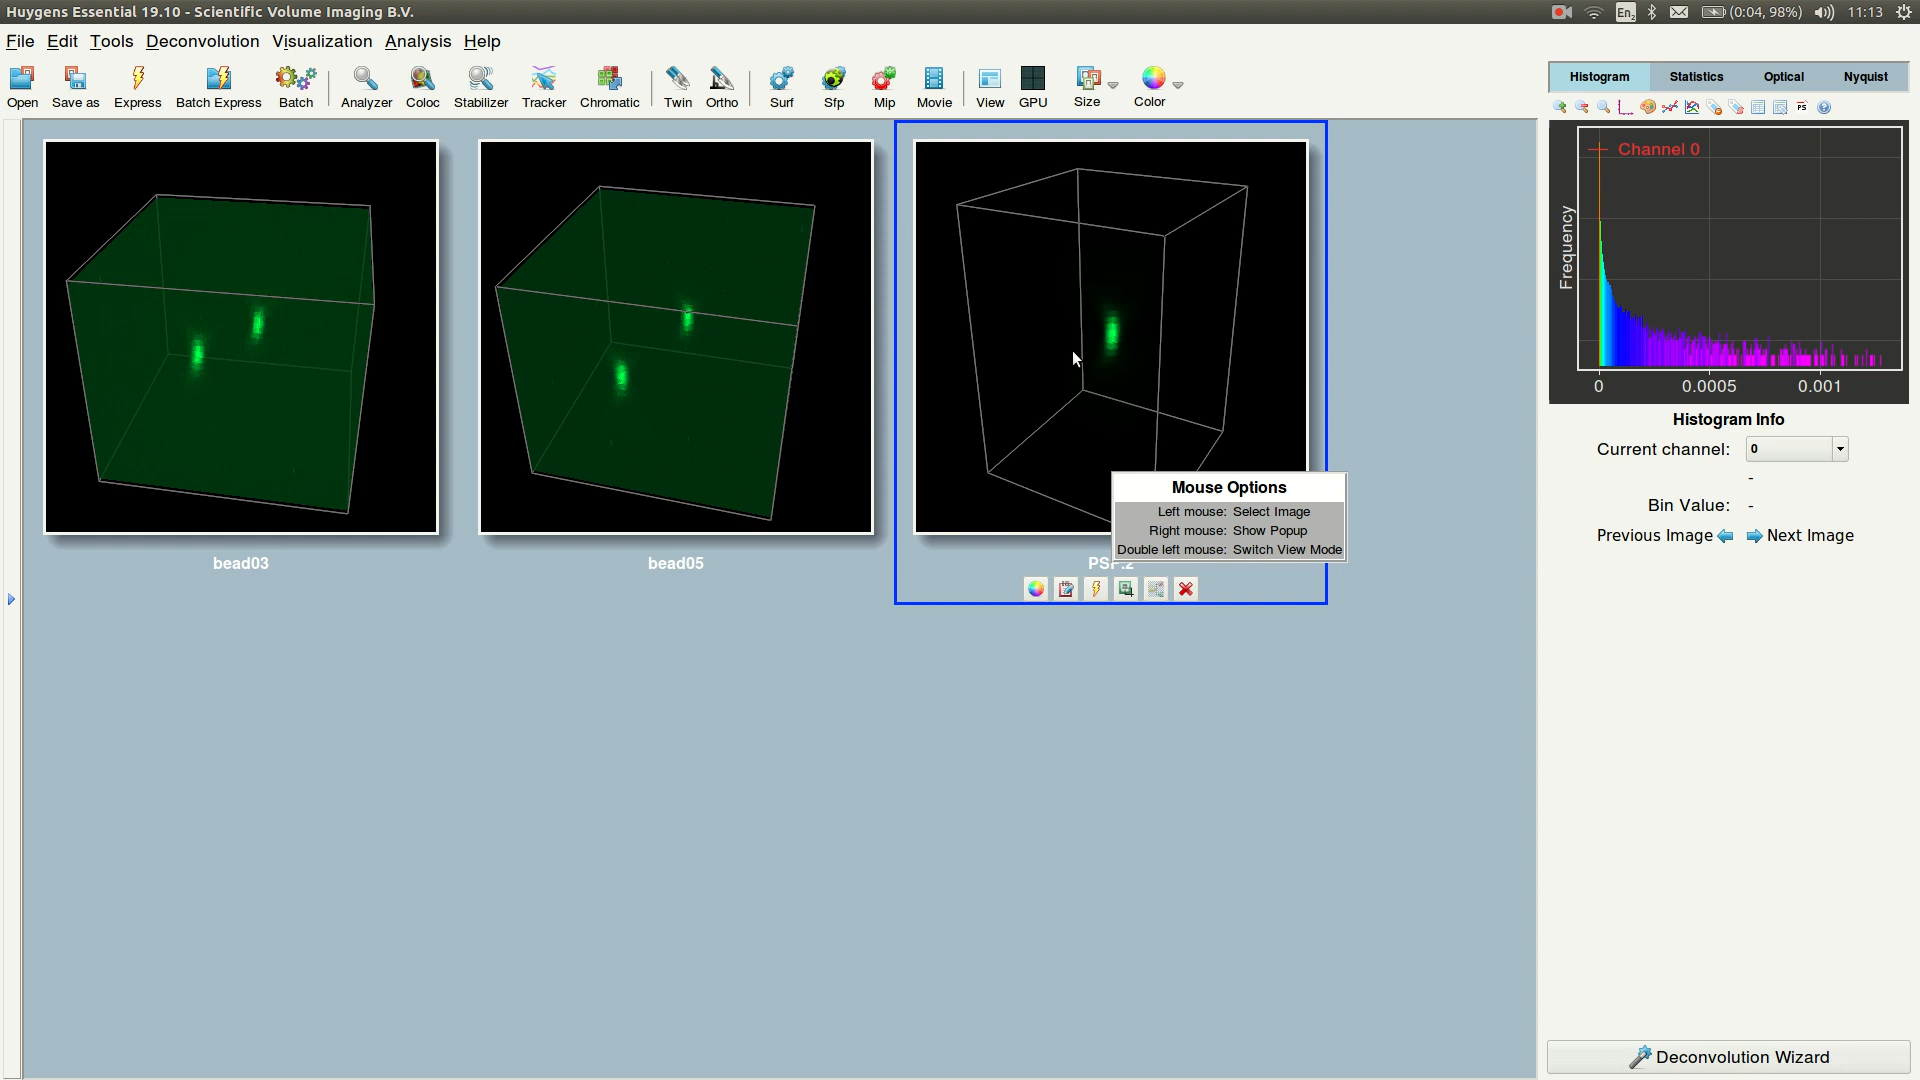 Huygens Essential 19.10 - Scientific Volume Imaging B.V.
En2 (0:04, 98%) 11:13
File Edit Tools Deconvolution Visualization Analysis Help
Open Save as Express Batch Express Batch Analyzer Coloc Stabilizer Tracker Chromatic Twin Ortho Surf Sfp Mip Movie View GPU Size Color
Histogram Statistics Optical Nyquist
PS
Channel 0
Frequency
0 0.0005 0.001
Histogram Info
Current channel: 0
-
Bin Value: -
Previous Image Next Image
Mouse Options
Left mouse: Select Image
Right mouse: Show Popup
Double left mouse: Switch View Mode
bead03 bead05
Deconvolution Wizard